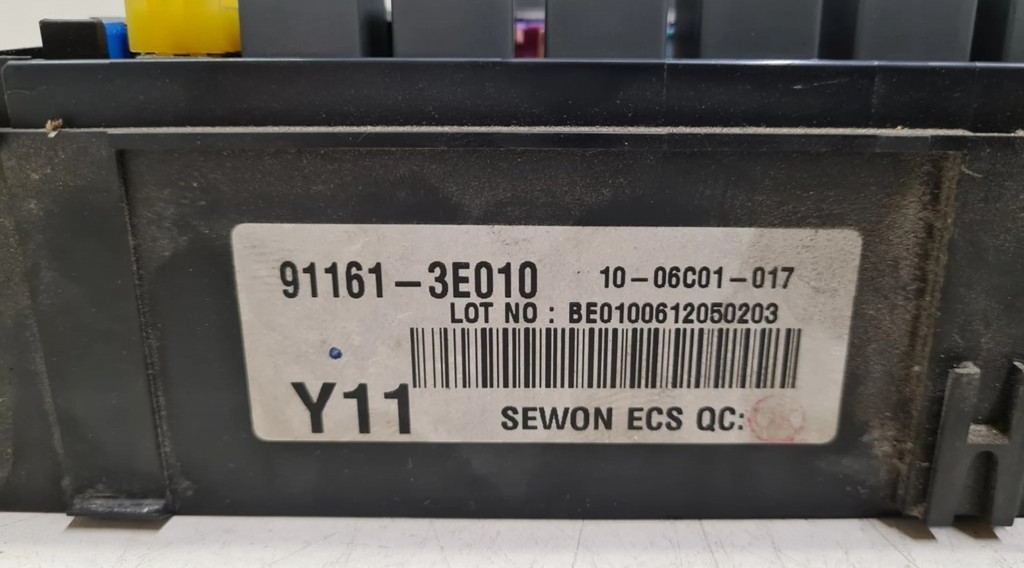 91161-3E010 10-06C01-017
LOT NO : BE0100612050203
Y11
SEWON ECS QC: